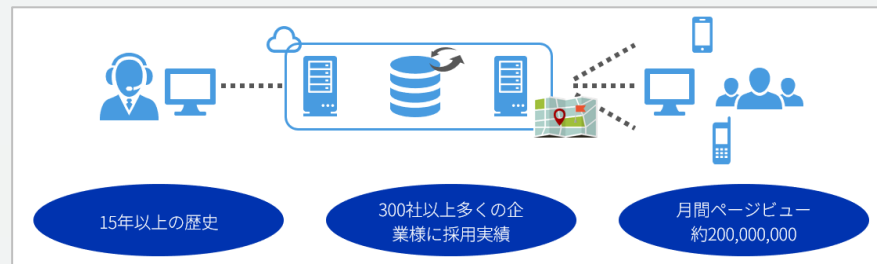 15年以上の歴史
300社以上多くの企
業様に採用実績
月間ページビュー
約200,000,000